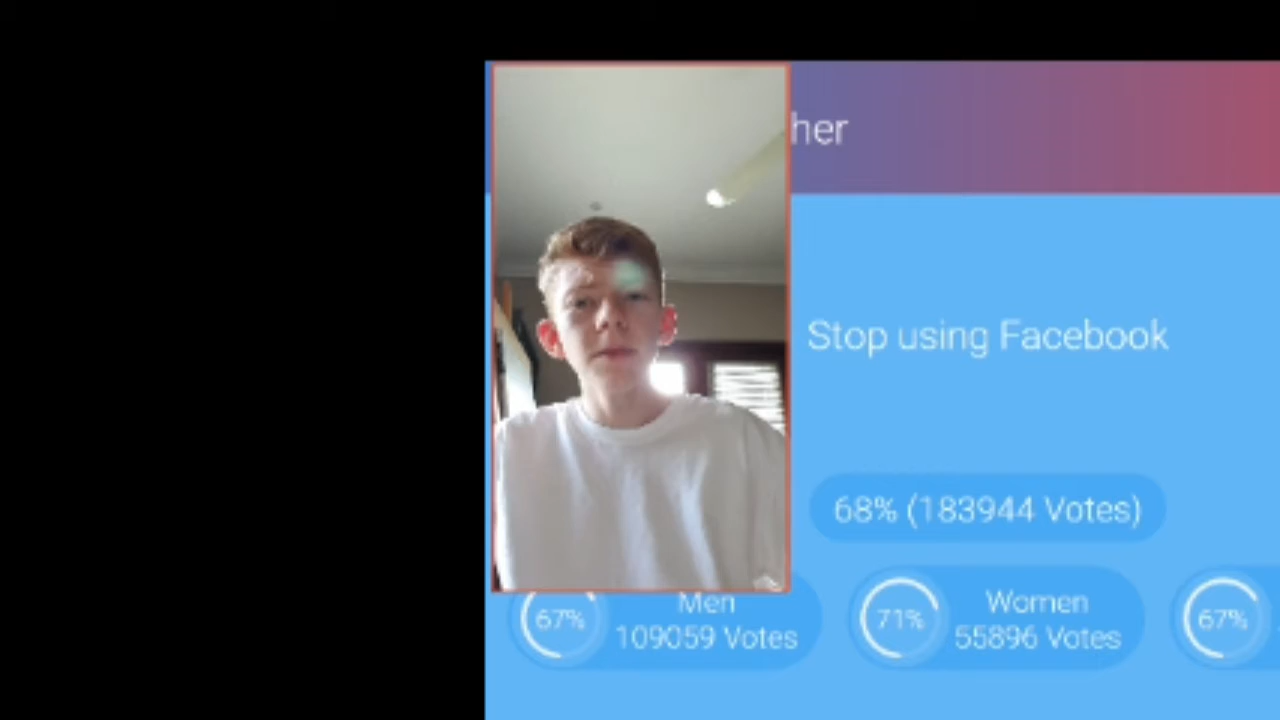 her
Stop using Facebook
68% (183944 Votes)
67%
Men
109059 Votes
71%
Women
55896 Votes
67%